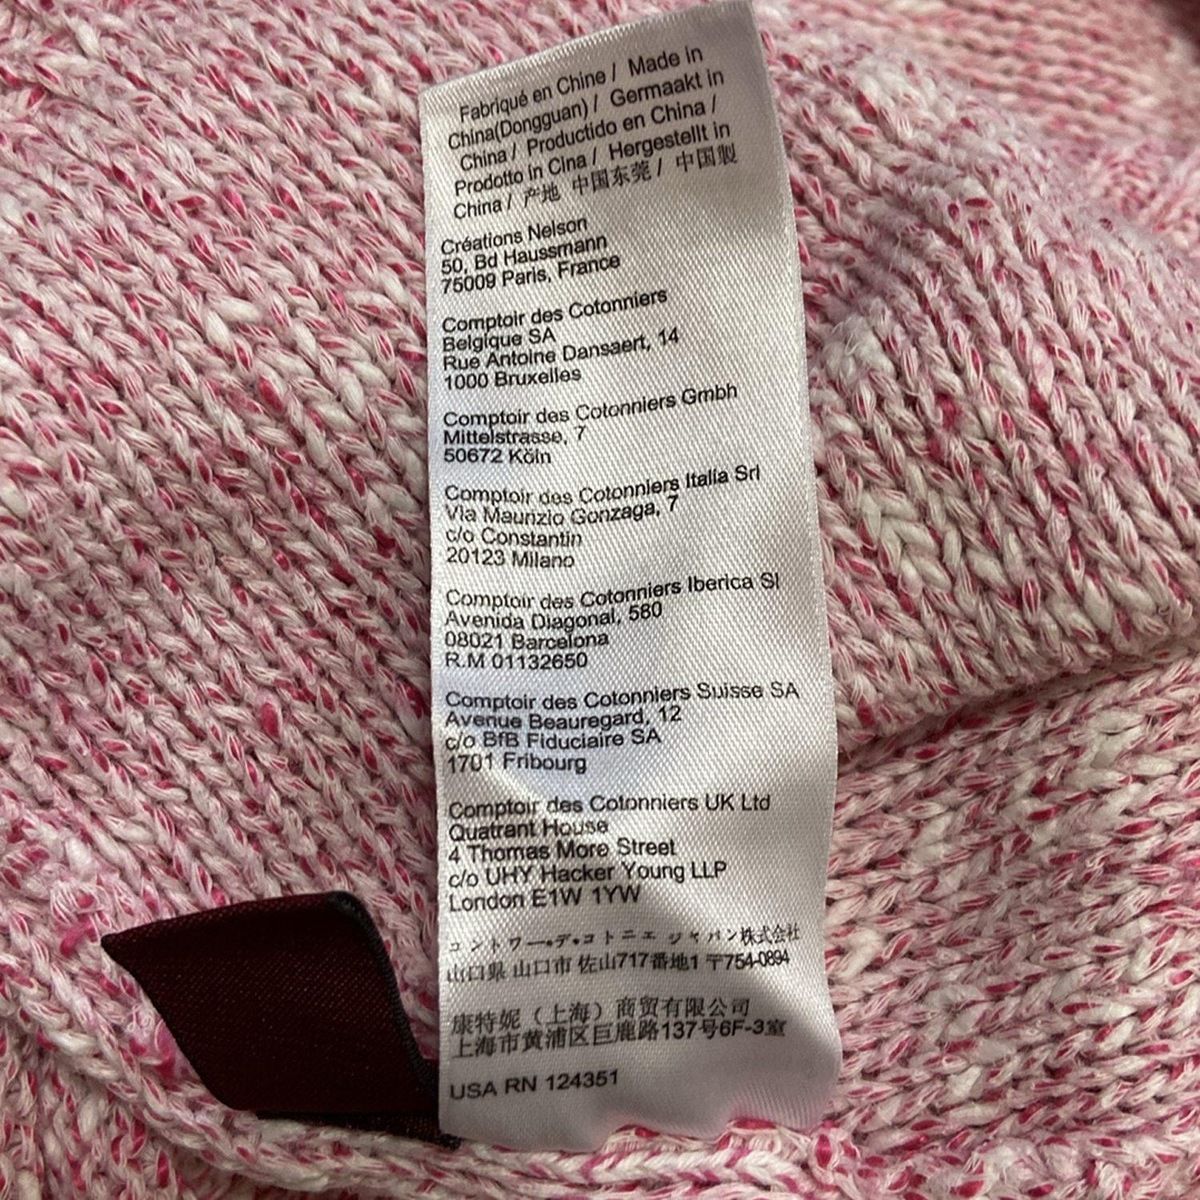 Fabriqué en Chine / Made in
China(Dongguan) / Germaakt in
China / Productido en China /
Prodotto in Cina / Hergestellt in
China / 产地 中国东莞 / 中国製
Créations Nelson
50, Bd Haussmann
75009 Paris, France
Comptoir des Cotonniers
Belgique SA
Rue Antoine Dansaert, 14
1000 Bruxelles
Comptoir des Cotonniers Gmbh
Mittelstrasse, 7
50672 Köln
Comptoir des Cotonniers Italia Srl
Via Maurizio Gonzaga, 7
c/o Constantin
20123 Milano
Comptoir des Cotonniers Iberica Sl
Avenida Diagonal, 580
08021 Barcelona
R.M 01132650
Comptoir des Cotonniers Suisse SA
Avenue Beauregard, 12
c/o BfB Fiduciaire SA
1701 Fribourg
Comptoir des Cotonniers UK Ltd
Quatrant House
4 Thomas More Street
c/o UHY Hacker Young LLP
London E1W 1YW
コントワー・デ・コトニエ ジャパン株式会社
山口県 山口市 佐山717番地1 〒754-0894
康特妮（上海）商贸有限公司
上海市黄浦区巨鹿路137号6F-3室
USA RN 124351